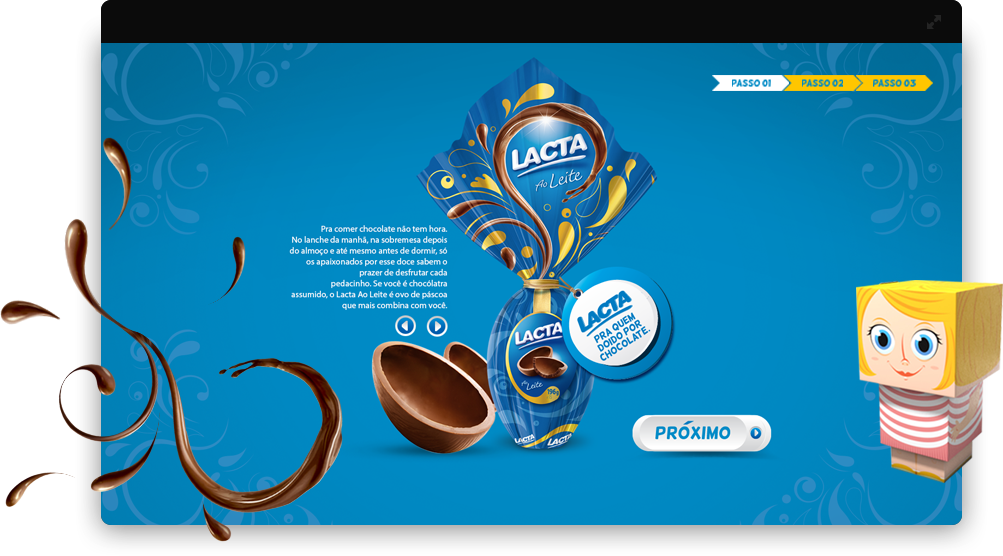 PASSO 01 PASSO 02 PASSO 03
LACTA
Ao Leite
Pra comer chocolate não tem hora.
No lanche da manhã, na sobremesa depois
do almoço e até mesmo antes de dormir, só
os apaixonados por esse doce sabem o
prazer de desfrutar cada
pedacinho. Se você é chocólatra
assumido, o Lacta Ao Leite é ovo de páscoa
que mais combina com você.
LACTA
PRA QUEM
DOIDO POR
CHOCOLATE.
LACTA
Ao Leite
196g
LACTA
LACTA
PRÓXIMO